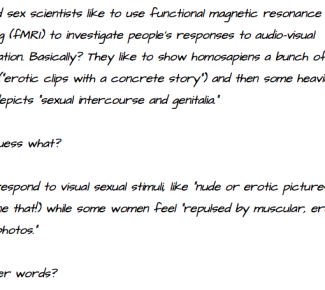 d sex scientists like to use functional magnetic resonance
g (fMRI) to investigate people's responses to audio-visual
ation. Basically? They like to show homosapiens a bunch of
("erotic clips with a concrete story") and then some heavil
depicts "sexual intercourse and genitalia."
uess what?
respond to visual sexual stimuli, like "nude or erotic pictures
ne that!) while some women feel "repulsed by muscular, er
photos."
er words?